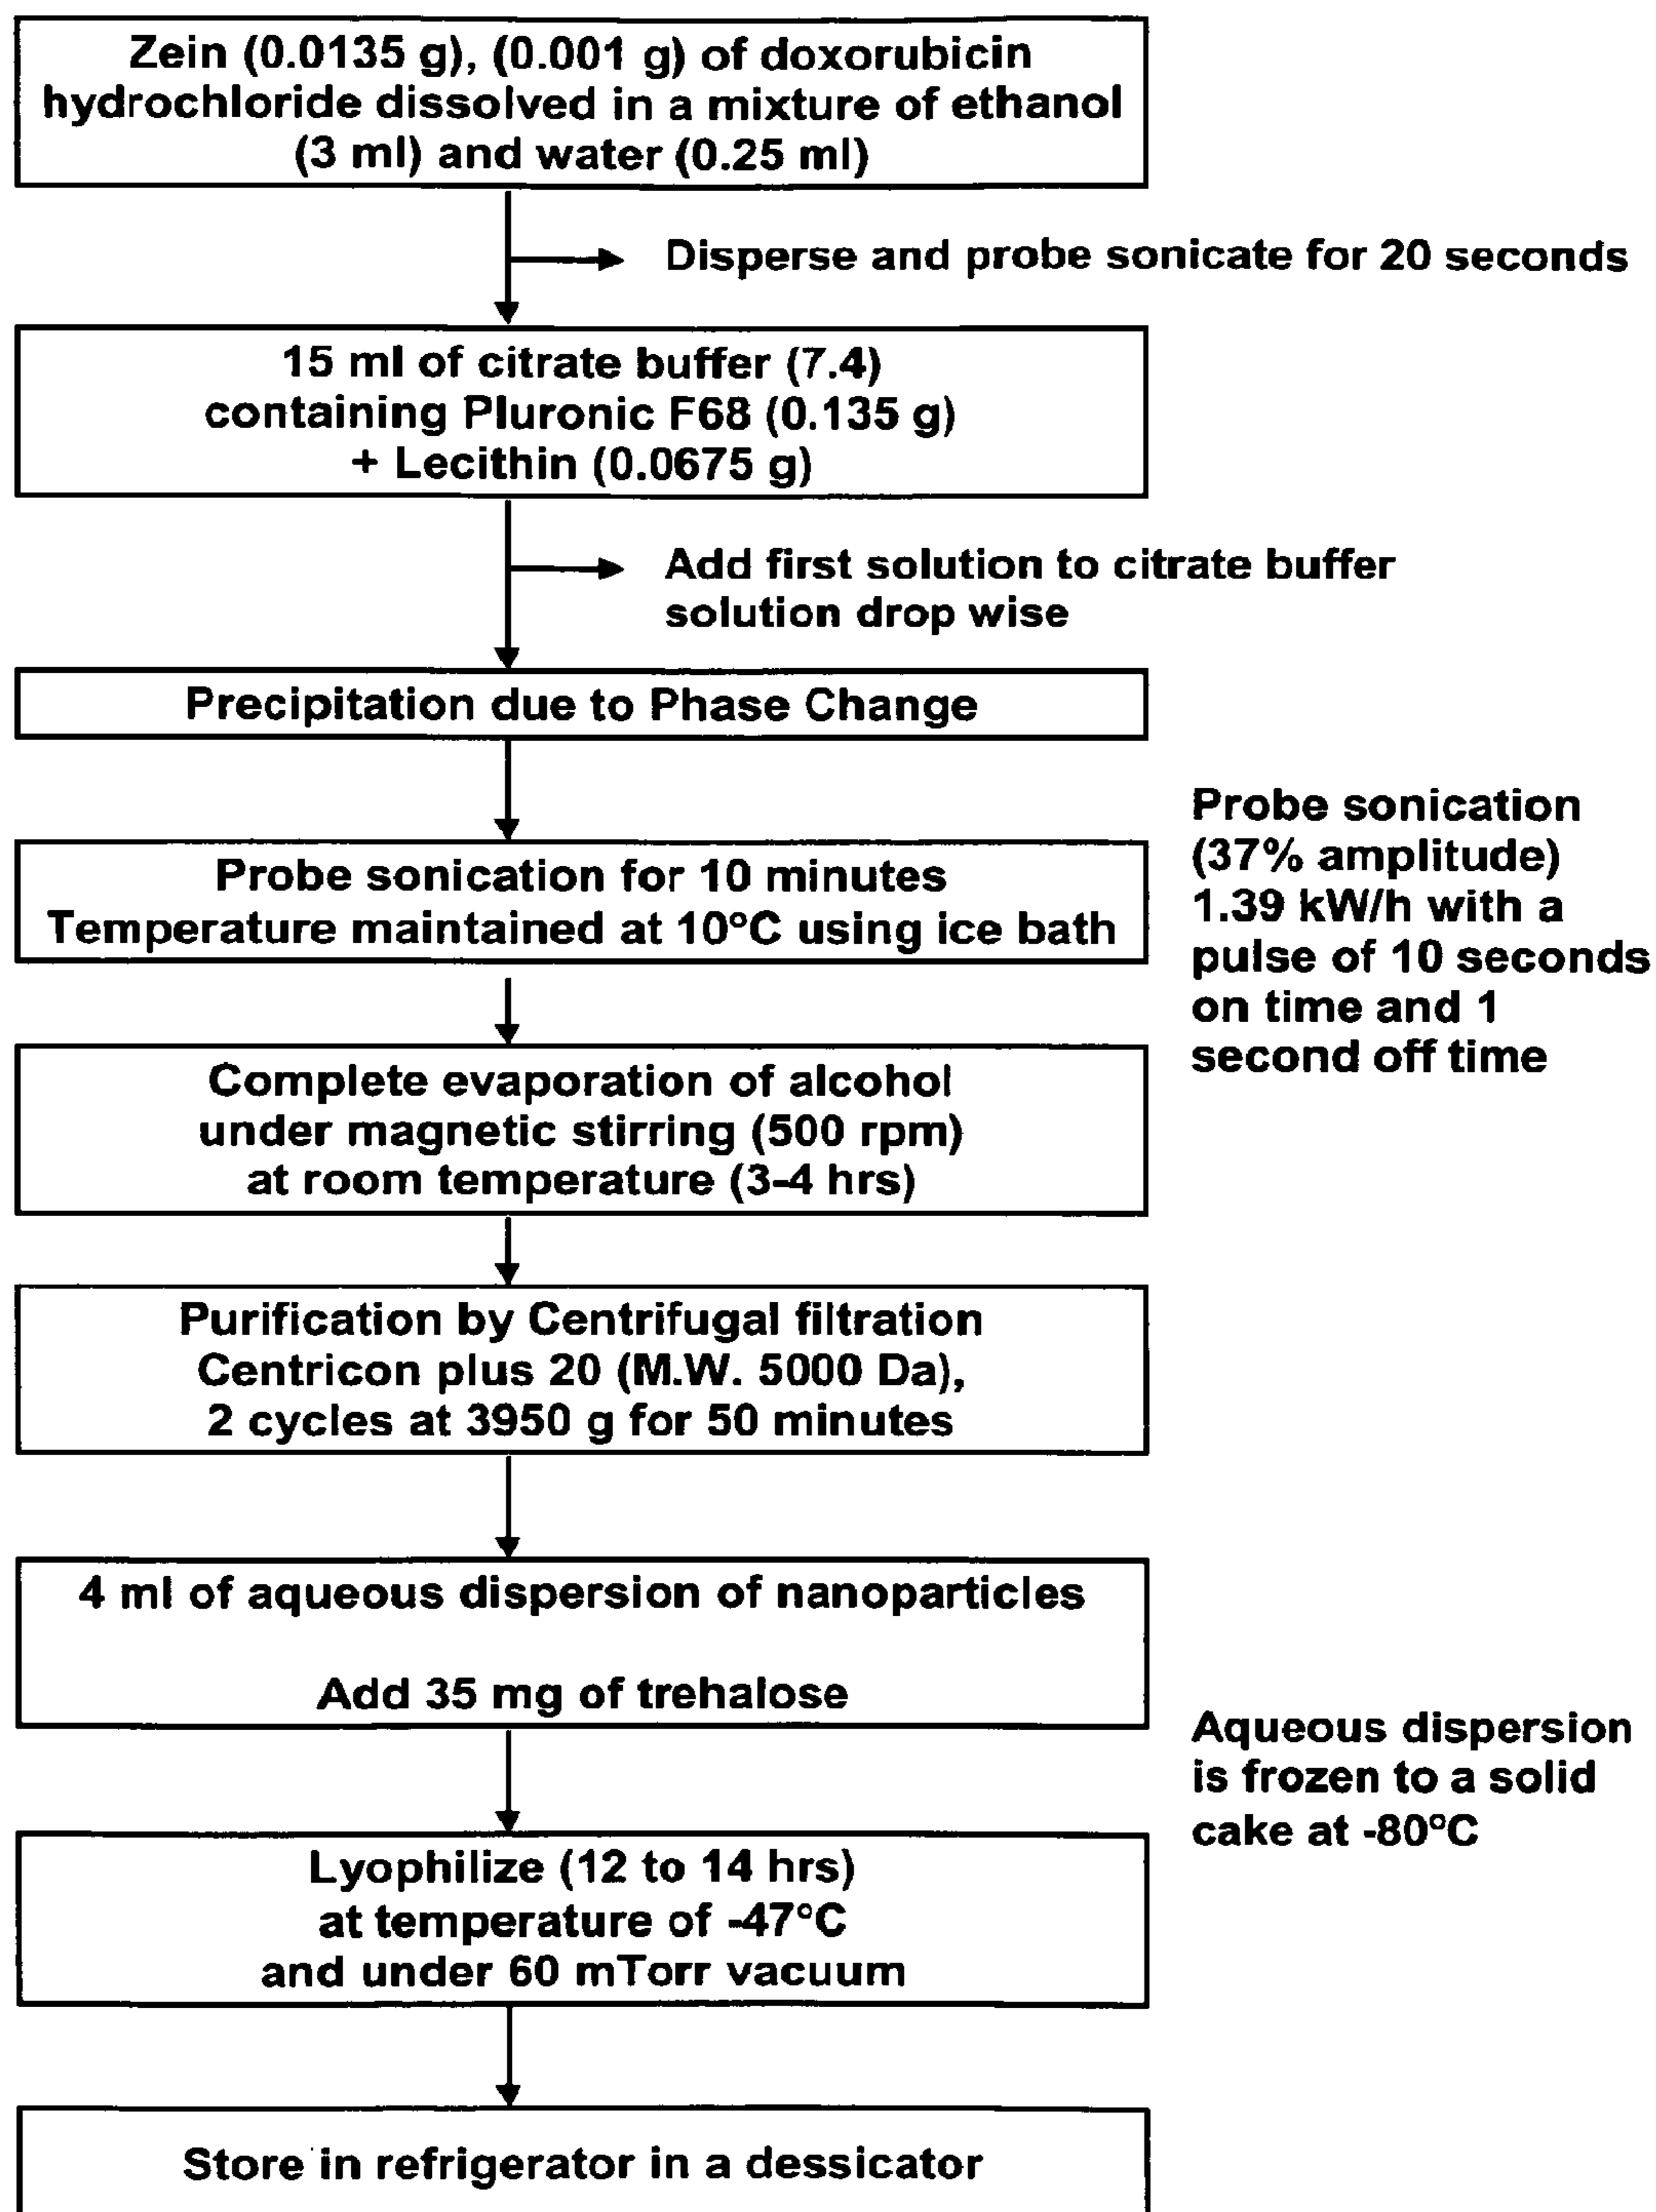 Zein (0.0135 g), (0.001 g) of doxorubicin
hydrochloride dissolved in a mixture of ethanol
(3 ml) and water (0.25 ml)
Disperse and probe sonicate for 20 seconds
15 ml of citrate buffer (7.4)
containing Pluronic F68 (0.135 g)
+ Lecithin (0.0675 g)
Add first solution to citrate buffer
solution drop wise
Precipitation due to Phase Change
Probe sonication for 10 minutes
Temperature maintained at 10°C using ice bath
Probe sonication
(37% amplitude)
1.39 kW/h with a
pulse of 10 seconds
on time and 1
second off time
Complete evaporation of alcohol
under magnetic stirring (500 rpm)
at room temperature (3-4 hrs)
Purification by Centrifugal filtration
Centricon plus 20 (M.W. 5000 Da),
2 cycles at 3950 g for 50 minutes
4 ml of aqueous dispersion of nanoparticles
Add 35 mg of trehalose
Aqueous dispersion
is frozen to a solid
cake at -80°C
Lyophilize (12 to 14 hrs)
at temperature of -47°C
and under 60 mTorr vacuum
Store in refrigerator in a dessicator